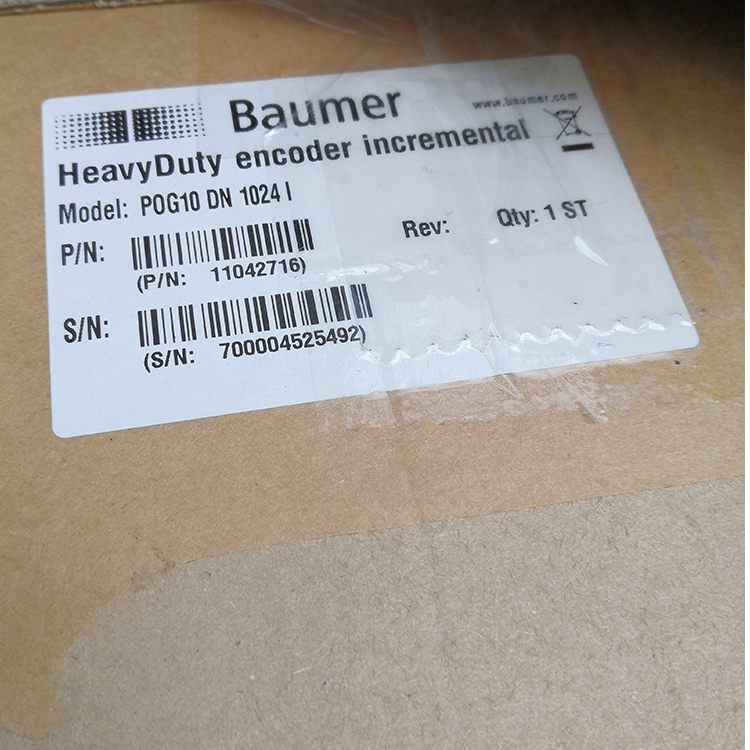 Baumer
www.baumer.com
HeavyDuty encoder incremental
Model: POG10 DN 1024 I
P/N:
(P/N: 11042716)
Rev:
Qty: 1 ST
S/N:
(S/N: 700004525492)